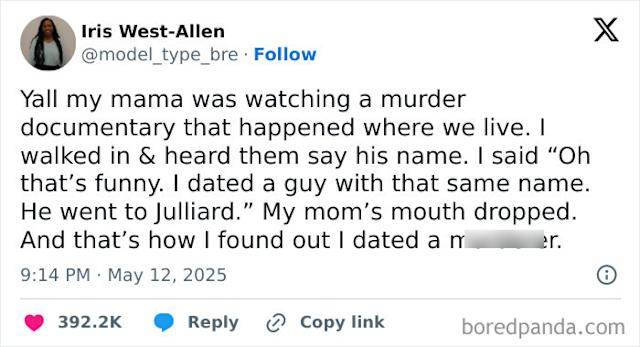 Iris West-Allen
@model_type_bre · Follow
Yall my mama was watching a murder
documentary that happened where we live. I
walked in & heard them say his name. I said “Oh
that’s funny. I dated a guy with that same name.
He went to Julliard.” My mom’s mouth dropped.
And that’s how I found out I dated a
9:14 PM · May 12, 2025
392.2K Reply Copy link
boredpanda.com